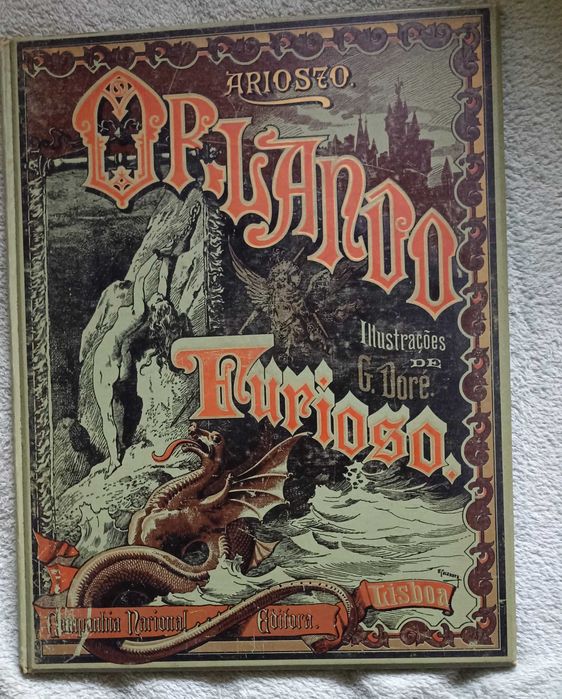 ARIOSTO.
ORLANDO
Illustrações
DE
G Doré.
Furioso.
Lisboa
Companhia Nacional Editora.